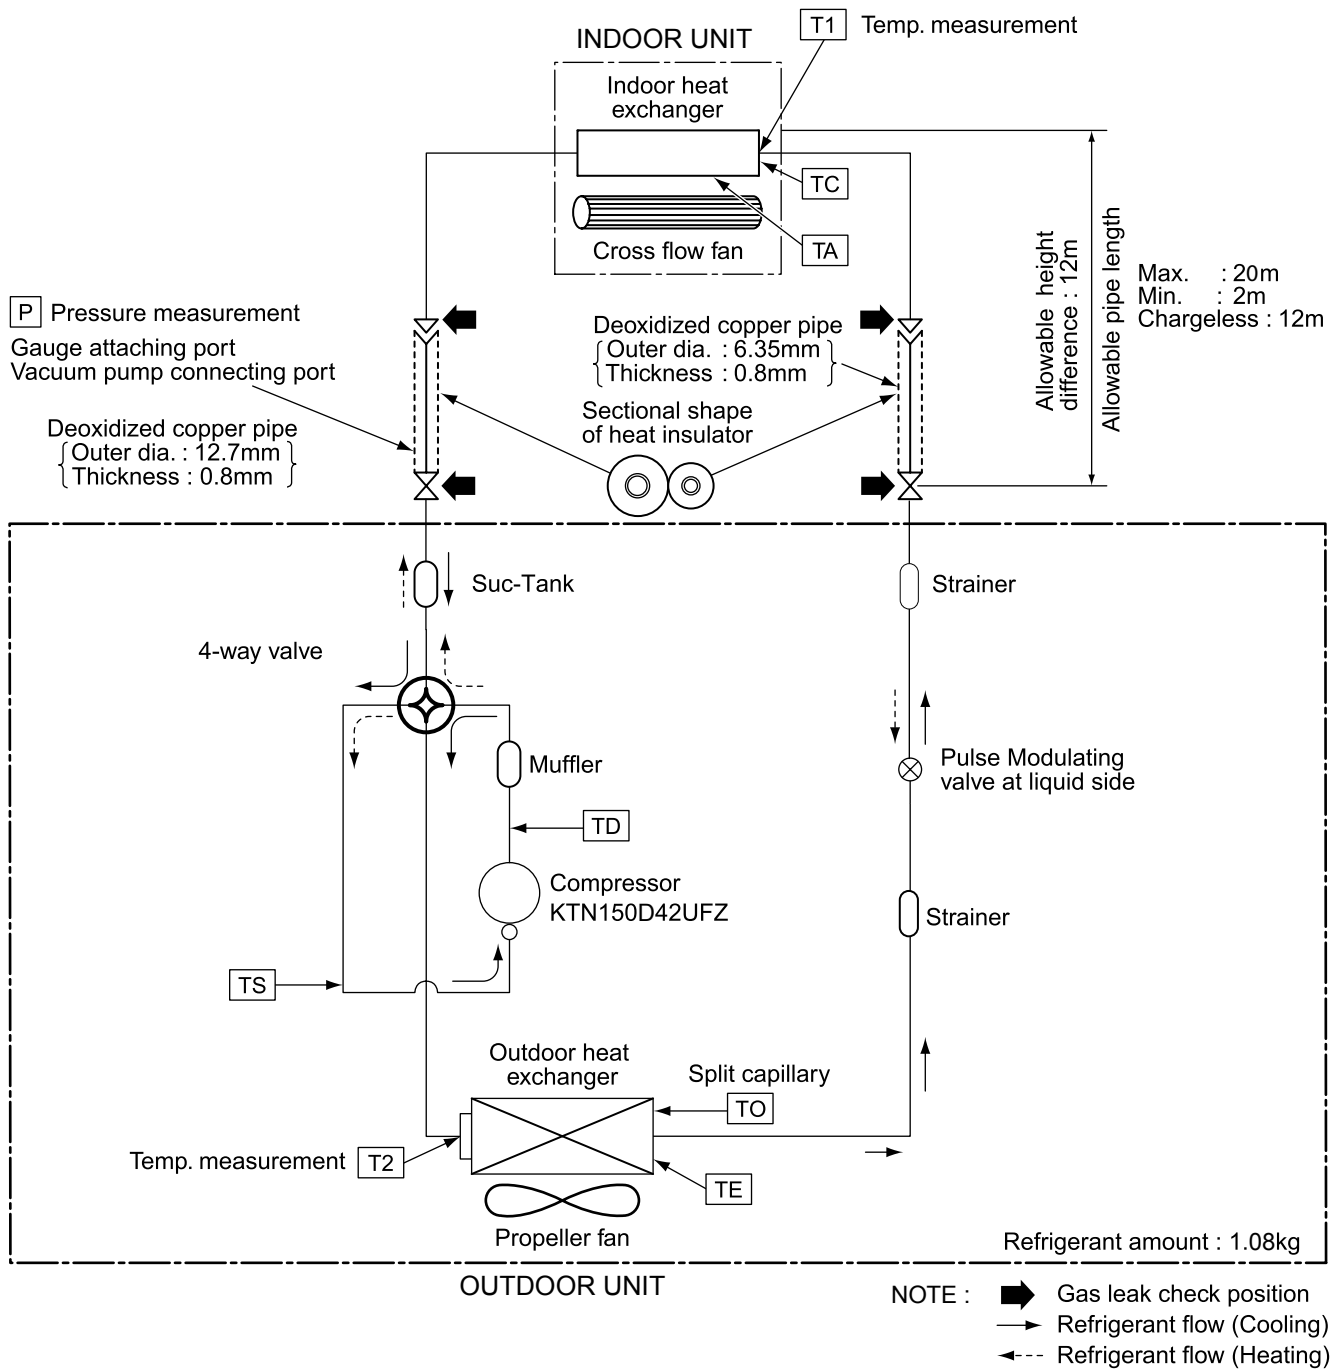 T1 Temp. measurement
INDOOR UNIT
Indoor heat
exchanger
TC
TA
Cross flow fan
Allowable height
difference : 12m
Allowable pipe length
Max. : 20m
Min. : 2m
Chargeless : 12m
P Pressure measurement
Gauge attaching port
Vacuum pump connecting port
Deoxidized copper pipe
Outer dia. : 12.7mm
Thickness : 0.8mm
Deoxidized copper pipe
Outer dia. : 6.35mm
Thickness : 0.8mm
Sectional shape
of heat insulator
Suc-Tank
Strainer
4-way valve
Muffler
Pulse Modulating
valve at liquid side
TD
Compressor
KTN150D42UFZ
Strainer
TS
Outdoor heat
exchanger
Split capillary
TO
Temp. measurement T2
TE
Propeller fan
Refrigerant amount : 1.08kg
OUTDOOR UNIT
NOTE : Gas leak check position
Refrigerant flow (Cooling)
Refrigerant flow (Heating)